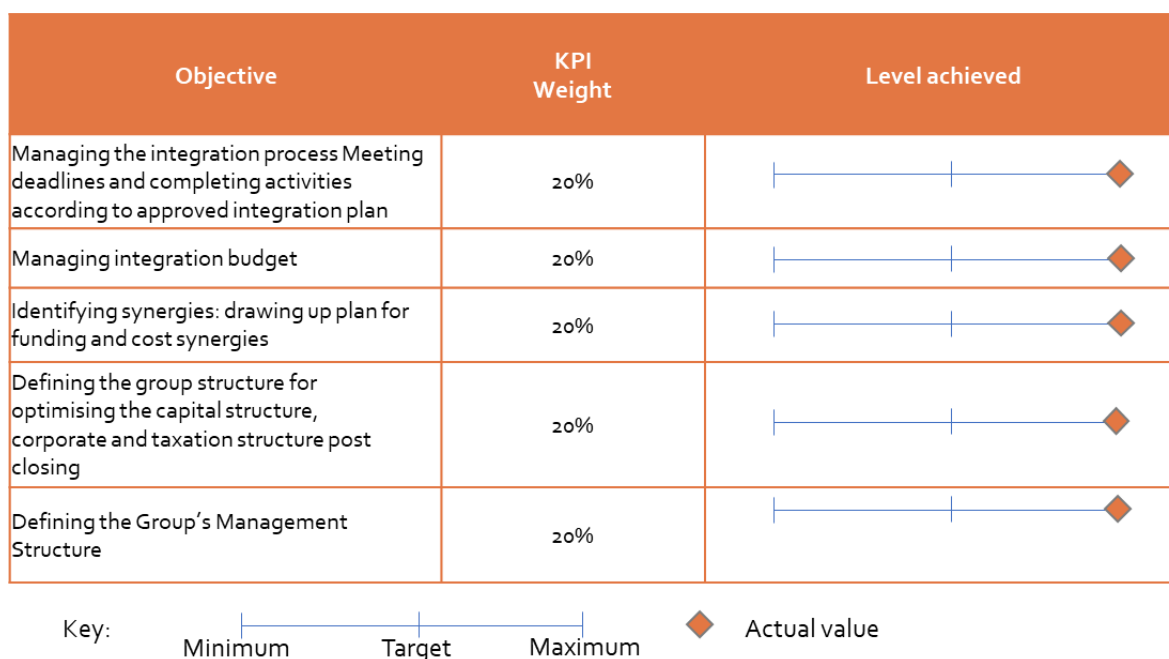 Objective
KPI
Weight
Level achieved
Managing the integration process Meeting
deadlines and completing activities
according to approved integration plan
20%
Managing integration budget
20%
Identifying synergies: drawing up plan for
funding and cost synergies
20%
Defining the group structure for
optimising the capital structure,
corporate and taxation structure post
closing
20%
Defining the Group’s Management
Structure
20%
Key:
Minimum
Target
Maximum
Actual value